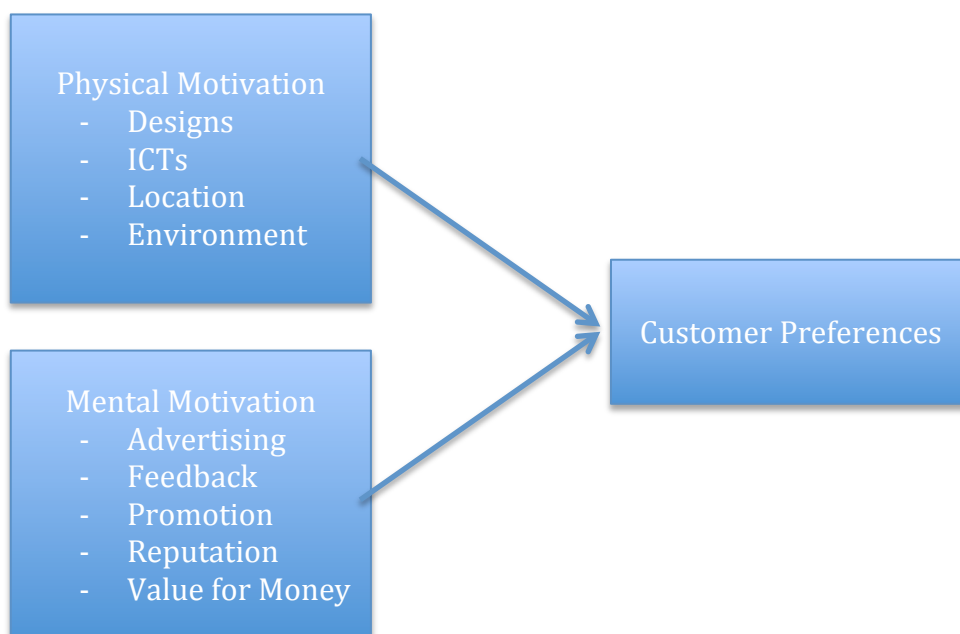 Physical Motivation
- Designs
- ICTs
- Location
- Environment
Customer Preferences
Mental Motivation
- Advertising
- Feedback
- Promotion
- Reputation
- Value for Money